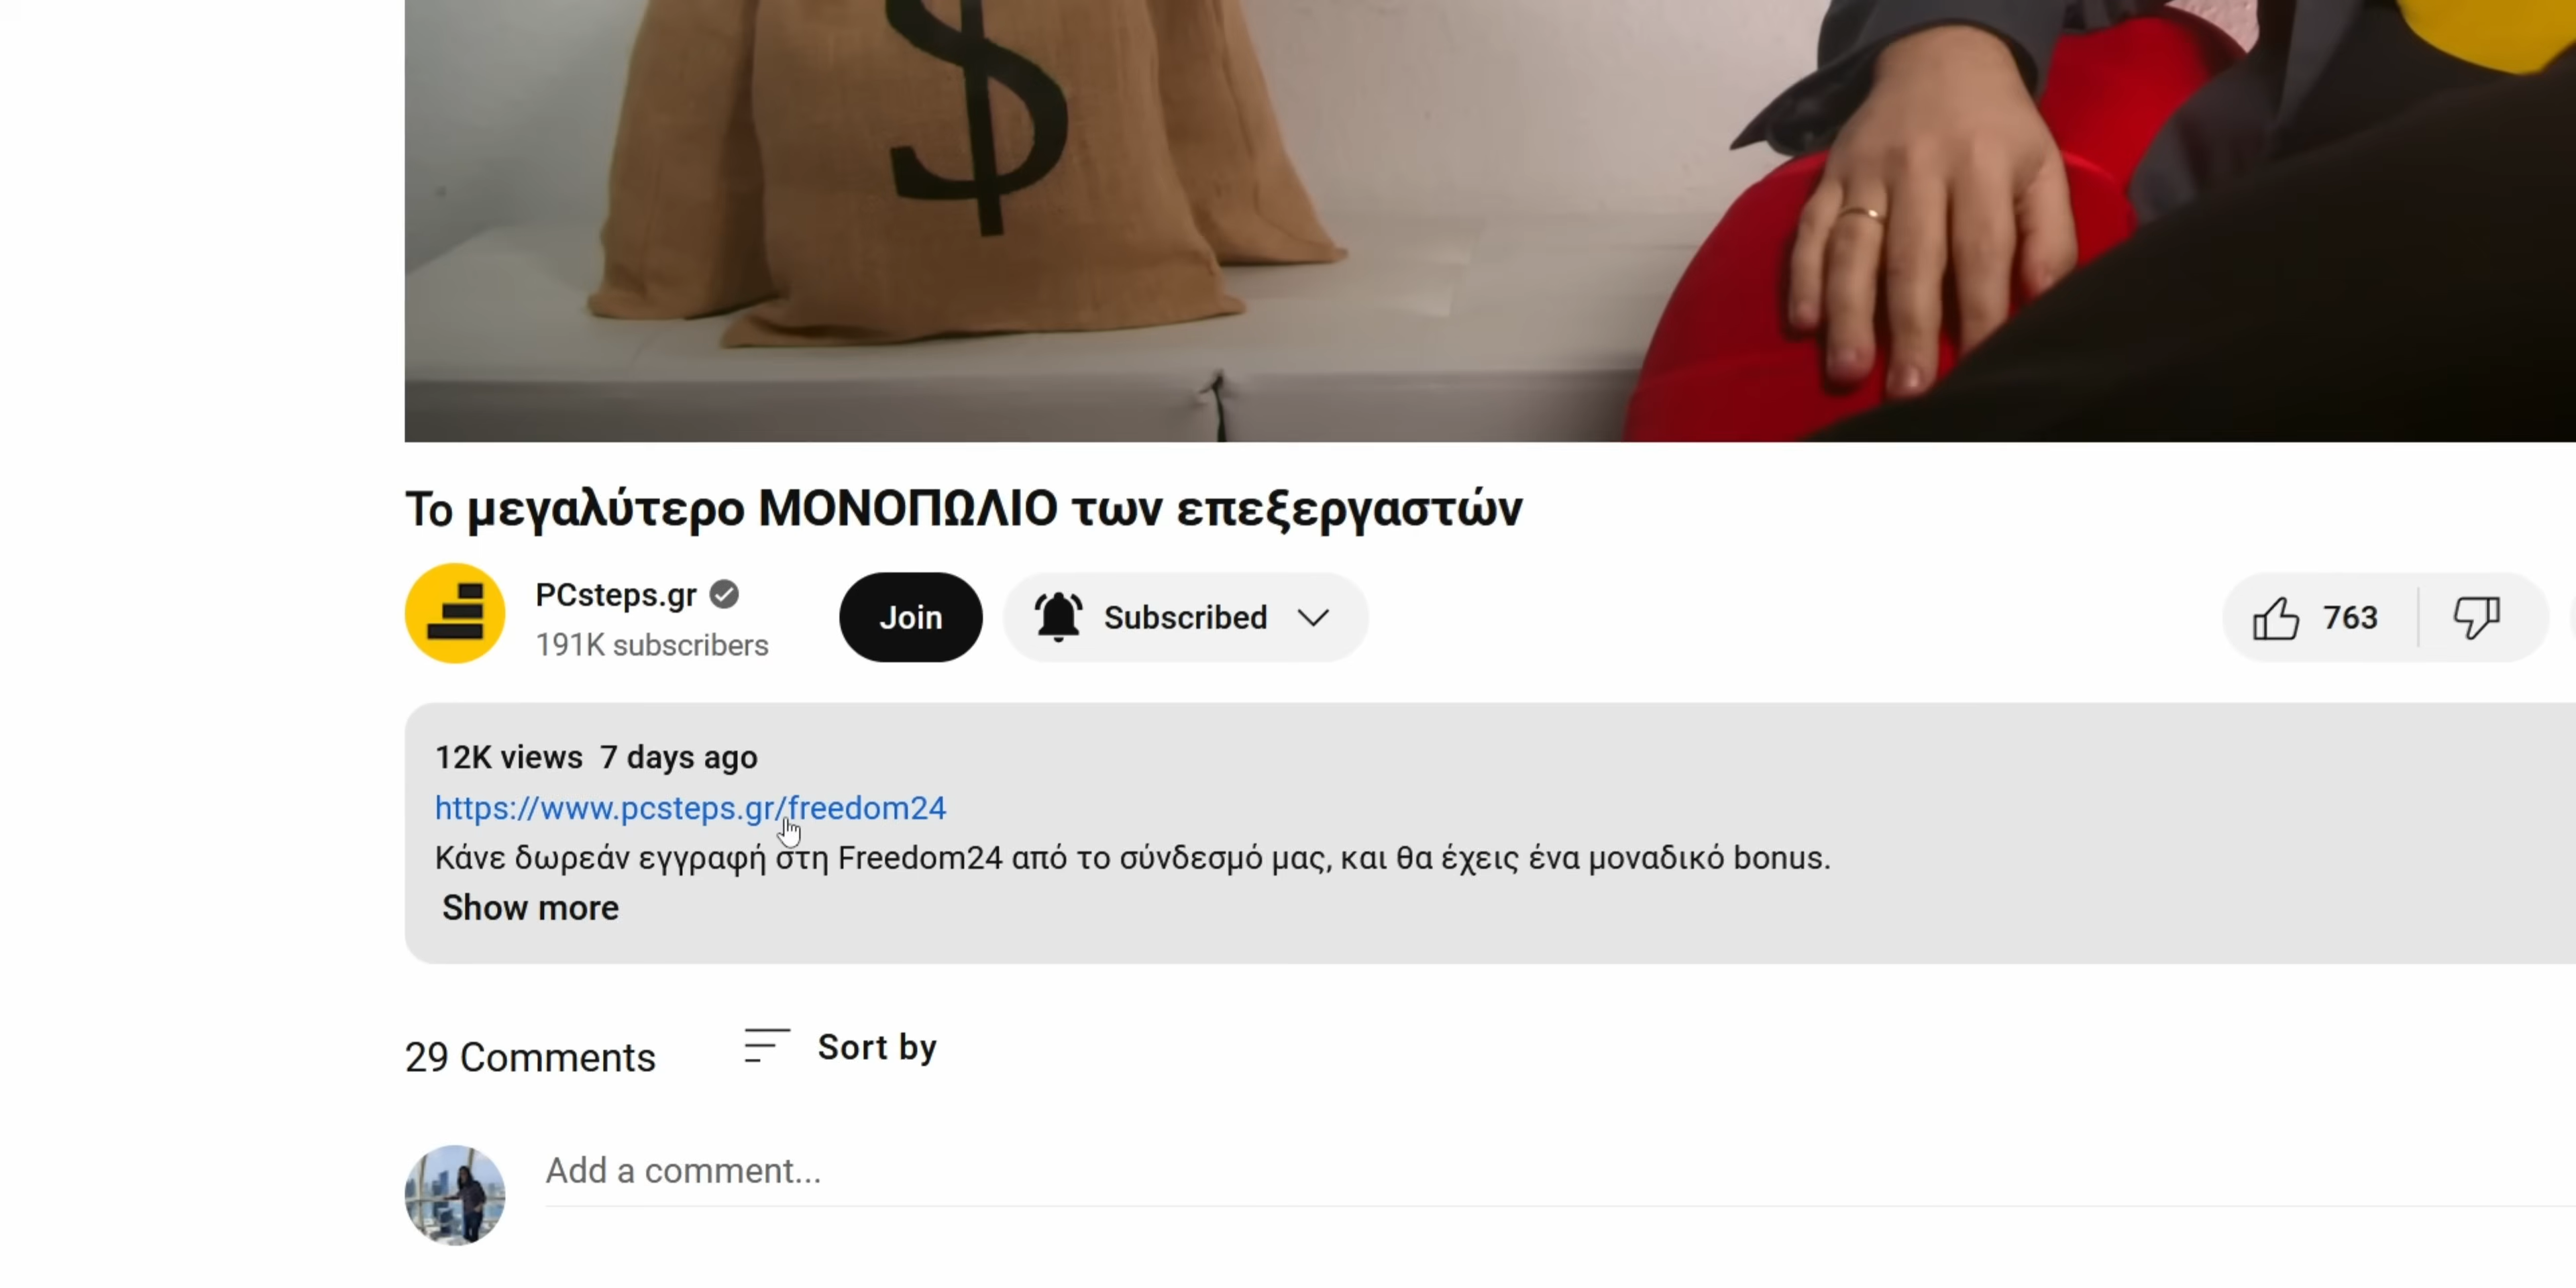 $
Το μεγαλύτερο ΜΟΝΟΠΩΛΙΟ των επεξεργαστών
PCsteps.gr
191K subscribers
Join
Subscribed
763
12K views 7 days ago
https://www.pcsteps.gr/freedom24
Κάνε δωρεάν εγγραφή στη Freedom24 από το σύνδεσμό μας, και θα έχεις ένα μοναδικό bonus.
Show more
29 Comments
Sort by
Add a comment...